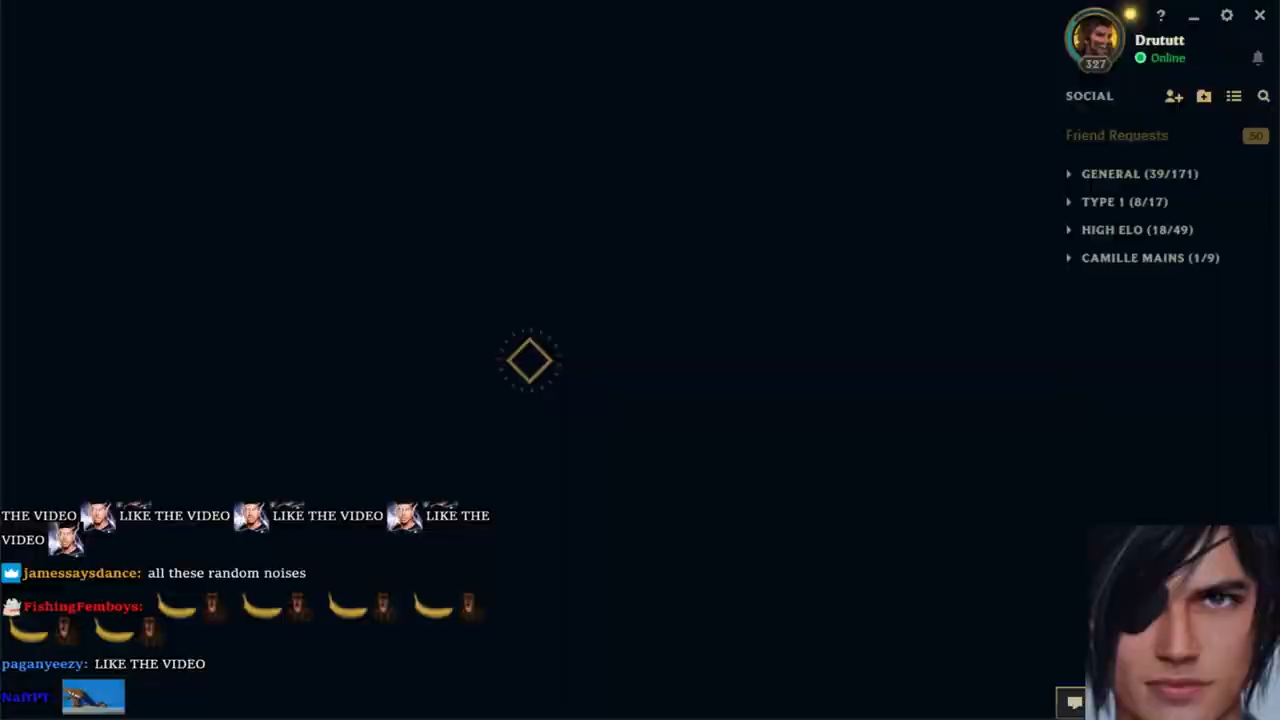 ?
Drututt
327
Online
SOCIAL
Friend Requests
50
GENERAL (39/171)
TYPE 1 (8/17)
HIGH ELO (18/49)
CAMILLE MAINS (1/9)
THE VIDEO LIKE THE VIDEO LIKE THE VIDEO LIKE THE
VIDEO
jamessaysdance: all these random noises
FishingFemboys:
paganyeezy: LIKE THE VIDEO
NaftPT